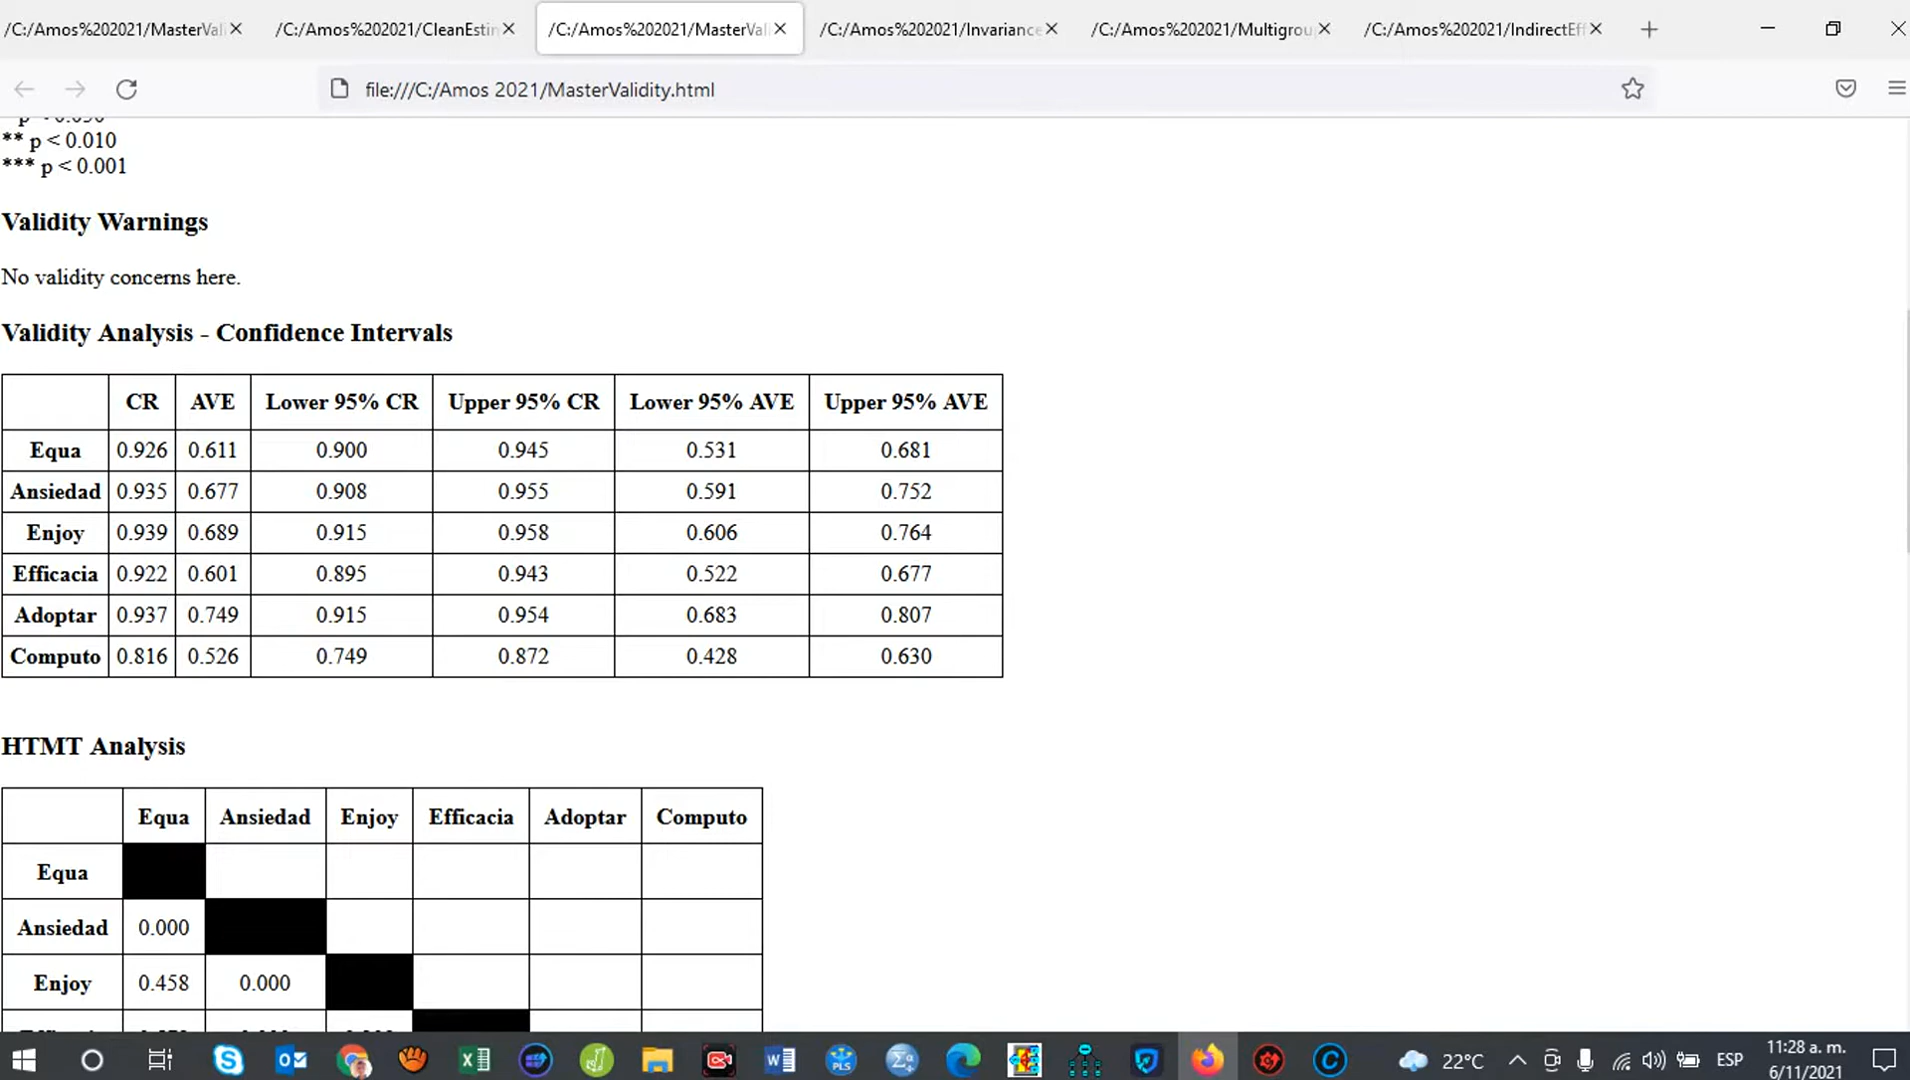 /C:/Amos%202021/MasterVali
/C:/Amos%202021/CleanEstin
/C:/Amos%202021/MasterVali
/C:/Amos%202021/Invariance
/C:/Amos%202021/Multigrou
/C:/Amos%202021/IndirectEff
file:///C:/Amos 2021/MasterValidity.html
** p < 0.010
*** p < 0.001
Validity Warnings
No validity concerns here.
Validity Analysis - Confidence Intervals
CR AVE Lower 95% CR Upper 95% CR Lower 95% AVE Upper 95% AVE
Equa 0.926 0.611 0.900 0.945 0.531 0.681
Ansiedad 0.935 0.677 0.908 0.955 0.591 0.752
Enjoy 0.939 0.689 0.915 0.958 0.606 0.764
Efficacia 0.922 0.601 0.895 0.943 0.522 0.677
Adoptar 0.937 0.749 0.915 0.954 0.683 0.807
Computo 0.816 0.526 0.749 0.872 0.428 0.630
HTMT Analysis
Equa Ansiedad Enjoy Efficacia Adoptar Computo
Equa
Ansiedad 0.000
Enjoy 0.458 0.000
PLS
22°C
ESP
11:28 a. m.
6/11/2021